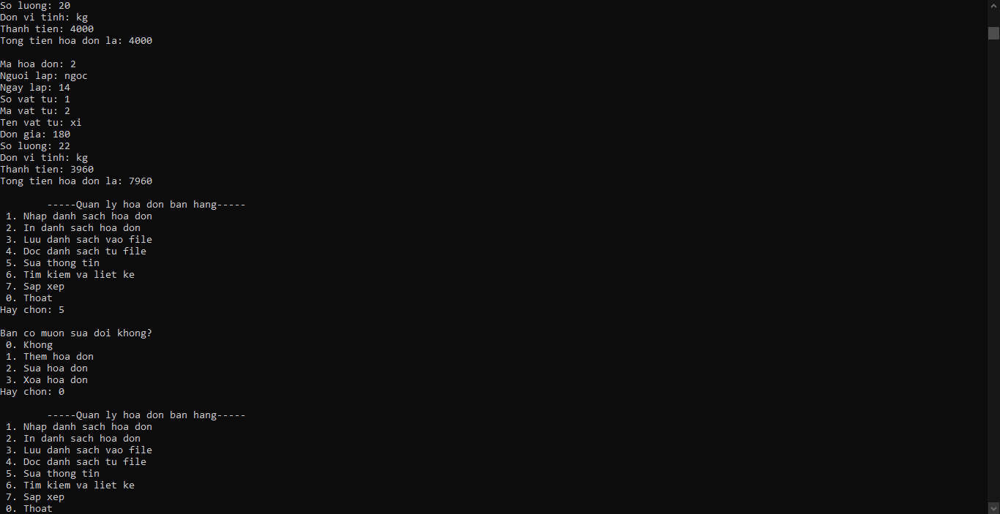 So luong: 20
Don vi tinh: kg
Thanh tien: 4000
Tong tien hoa don la: 4000
Ma hoa don: 2
Nguoi lap: ngoc
Ngay lap: 14
So vat tu: 1
Ma vat tu: 2
Ten vat tu: xi
Don gia: 180
So luong: 22
Don vi tinh: kg
Thanh tien: 3960
Tong tien hoa don la: 7960
-----Quan ly hoa don ban hang-----
1. Nhap danh sach hoa don
2. In danh sach hoa don
3. Luu danh sach vao file
4. Doc danh sach tu file
5. Sua thong tin
6. Tim kiem va liet ke
7. Sap xep
0. Thoat
Hay chon: 5
Ban co muon sua doi khong?
0. Khong
1. Them hoa don
2. Sua hoa don
3. Xoa hoa don
Hay chon: 0
-----Quan ly hoa don ban hang-----
1. Nhap danh sach hoa don
2. In danh sach hoa don
3. Luu danh sach vao file
4. Doc danh sach tu file
5. Sua thong tin
6. Tim kiem va liet ke
7. Sap xep
0. Thoat